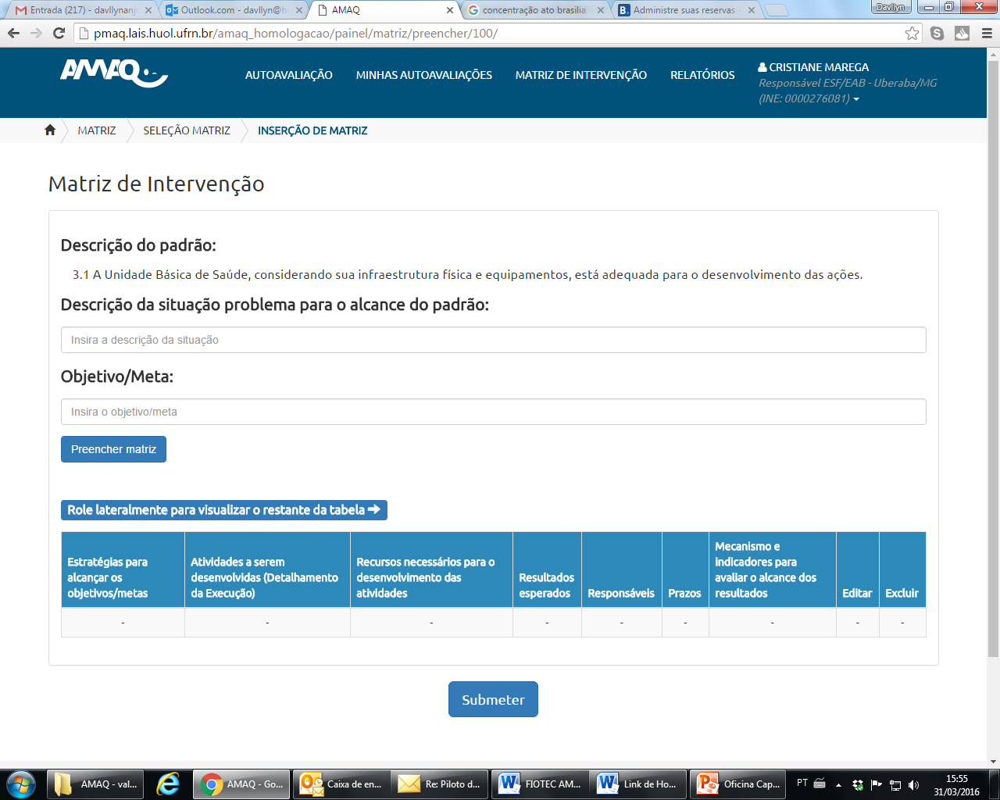 Entrada (217) - davllynanj
Outlook.com - davllyn@h
AMAQ
concentração ato brasilia
Administre suas reservas
Davllyn
pmaq.lais.huol.ufrn.br/amaq_homologacao/painel/matriz/preencher/100/
AMAQ
AUTOAVALIAÇÃO
MINHAS AUTOAVALIAÇÕES
MATRIZ DE INTERVENÇÃO
RELATÓRIOS
CRISTIANE MAREGA
Responsável ESF/EAB - Uberaba/MG
(INE: 0000276081)
MATRIZ
SELEÇÃO MATRIZ
INSERÇÃO DE MATRIZ
Matriz de Intervenção
Descrição do padrão:
3.1 A Unidade Básica de Saúde, considerando sua infraestrutura física e equipamentos, está adequada para o desenvolvimento das ações.
Descrição da situação problema para o alcance do padrão:
Insira a descrição da situação
Objetivo/Meta:
Insira o objetivo/meta
Preencher matriz
Role lateralmente para visualizar o restante da tabela
Estratégias para
alcançar os
objetivos/metas
Atividades a serem
desenvolvidas (Detalhamento
da Execução)
Recursos necessários para o
desenvolvimento das
atividades
Resultados
esperados
Responsáveis
Prazos
Mecanismo e
indicadores para
avaliar o alcance dos
resultados
Editar
Excluir
- - - - - - - - -
Submeter
AMAQ - val...
AMAQ - Go...
Caixa de en...
Re: Piloto d...
FIOTEC AM...
Link de Ho...
Oficina Cap...
PT
15:55
31/03/2016